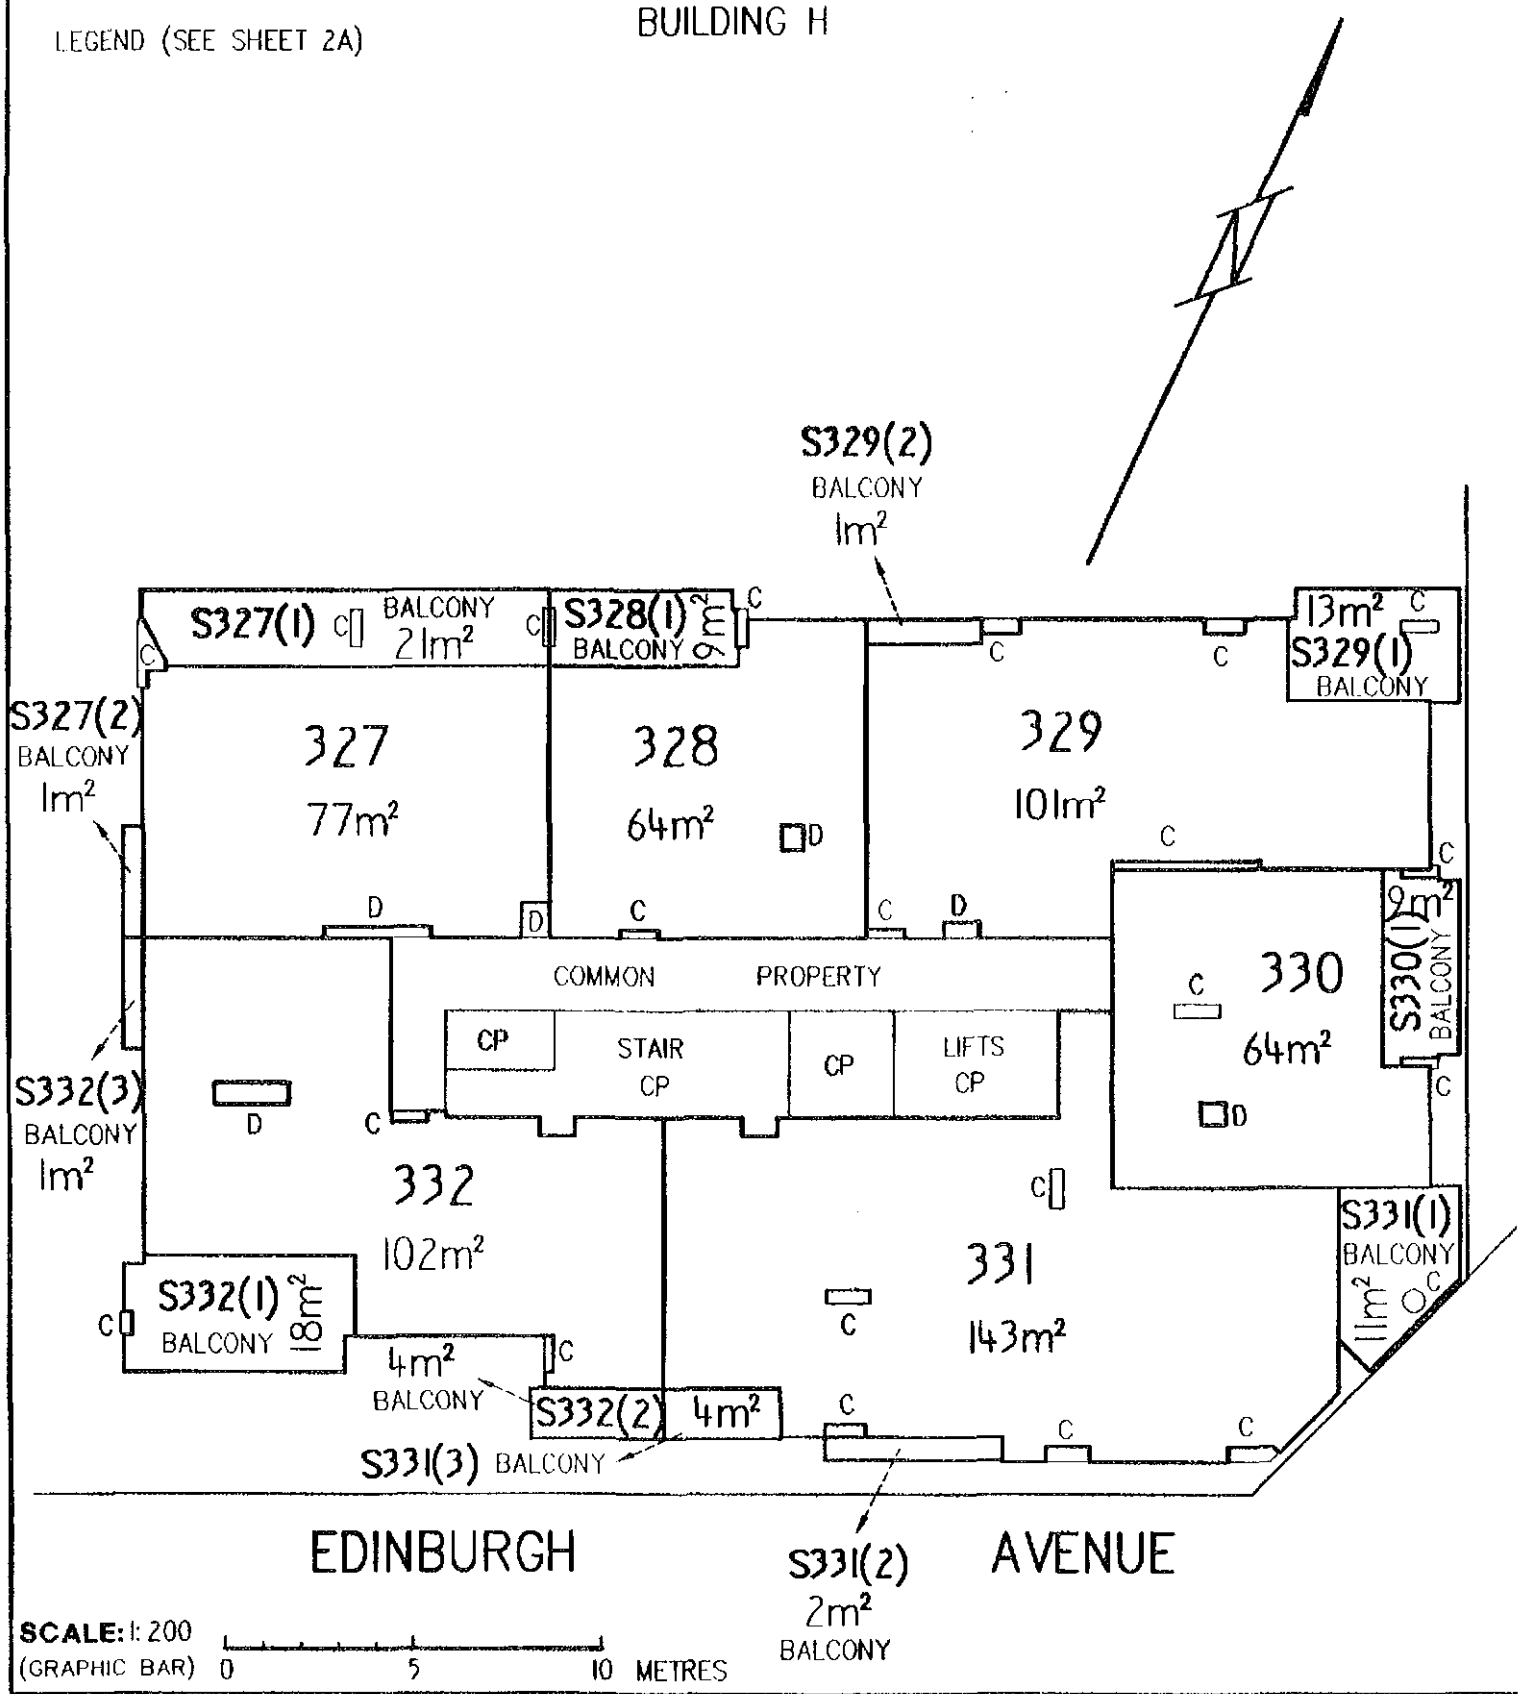 BUILDING H
LEGEND (SEE SHEET 2A)
S329(2)
BALCONY
1m²
S327(1)
C
BALCONY
21m²
C
S328(1)
BALCONY
9m²
C
C
C
C
13m²
C
S329(1)
BALCONY
S327(2)
BALCONY
1m²
327
77m²
328
64m²
D
329
101m²
C
C
D
D
C
C
D
9m²
S330(1)
BALCONY
COMMON PROPERTY
330
C
64m²
CP
STAIR
CP
CP
LIFTS
CP
C
D
S332(3)
BALCONY
1m²
D
C
332
102m²
C
331
143m²
C
S331(1)
BALCONY
11m²
C
S332(1)
BALCONY
18m²
C
4m²
BALCONY
C
S332(2)
4m²
S331(3) BALCONY
C
C
C
EDINBURGH AVENUE
S331(2)
2m²
BALCONY
SCALE: 1:200
(GRAPHIC BAR) 0 5 10 METRES